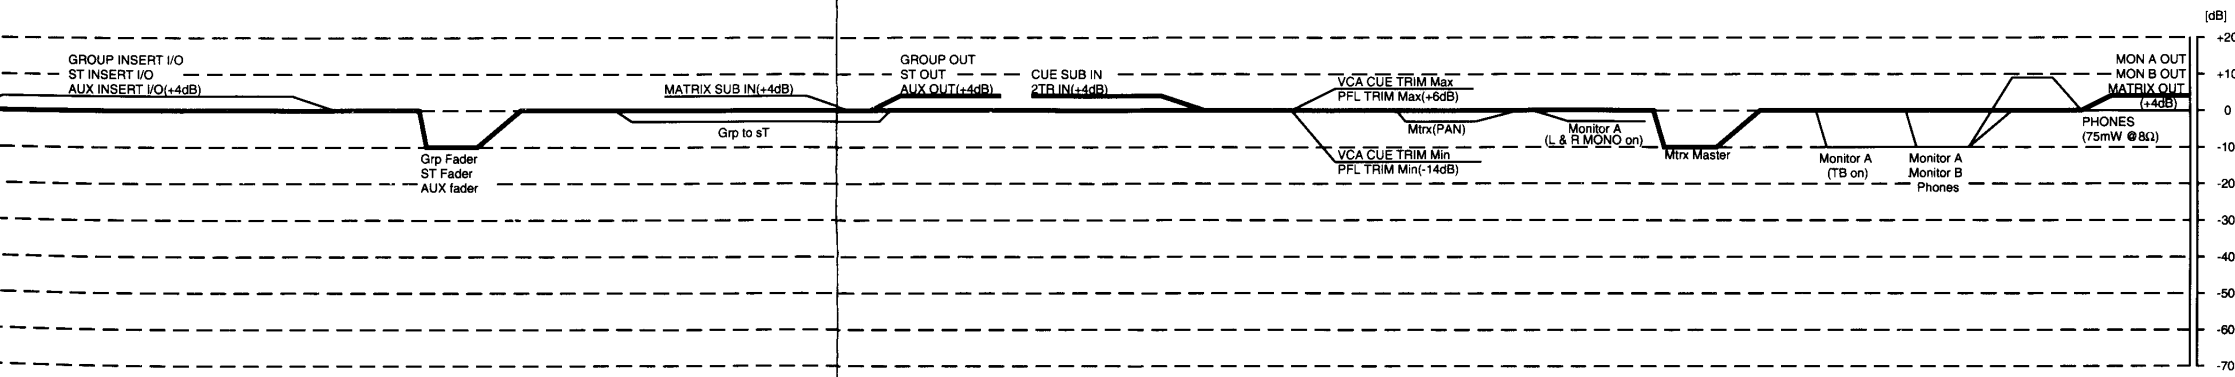 [dB]
+20
GROUP INSERT I/O
ST INSERT I/O
AUX INSERT I/O(+4dB)
MATRIX SUB IN(+4dB)
GROUP OUT
ST OUT
AUX OUT(+4dB)
CUE SUB IN
2TR IN(+4dB)
VCA CUE TRIM Max
PFL TRIM Max(+6dB)
MON A OUT
MON B OUT
MATRIX OUT
(+4dB)
+10
0
Grp to sT
Mtrx(PAN)
Monitor A
(L & R MONO on)
PHONES
(75mW @8Ω)
-10
Grp Fader
ST Fader
AUX fader
VCA CUE TRIM Min
PFL TRIM Min(-14dB)
Mtrx Master
Monitor A
(TB on)
Monitor A
Monitor B
Phones
-20
-30
-40
-50
-60
-70